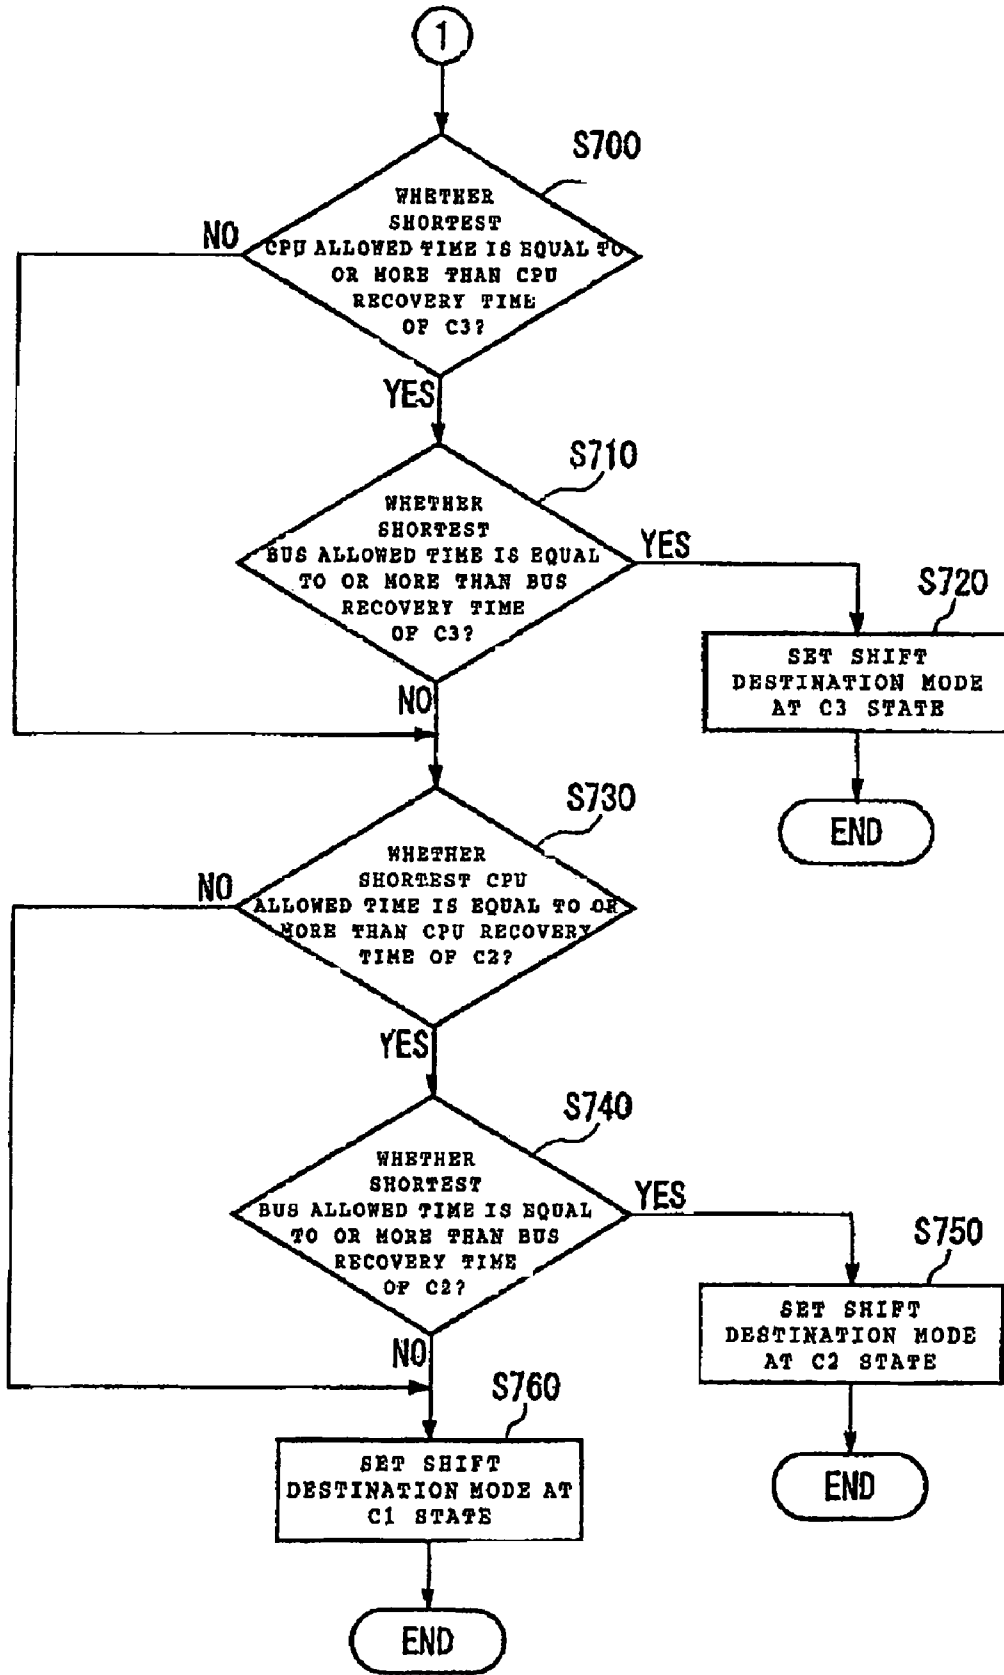 1
S700
WHETHER
SHORTEST
CPU ALLOWED TIME IS EQUAL TO
OR MORE THAN CPU
RECOVERY TIME
OF C3?
NO
YES
S710
WHETHER
SHORTEST
BUS ALLOWED TIME IS EQUAL
TO OR MORE THAN BUS
RECOVERY TIME
OF C3?
YES
NO
S720
SET SHIFT
DESTINATION MODE
AT C3 STATE
END
S730
WHETHER
SHORTEST CPU
ALLOWED TIME IS EQUAL TO OR
MORE THAN CPU RECOVERY
TIME OF C2?
NO
YES
S740
WHETHER
SHORTEST
BUS ALLOWED TIME IS EQUAL
TO OR MORE THAN BUS
RECOVERY TIME
OF C2?
YES
NO
S750
SET SHIFT
DESTINATION MODE
AT C2 STATE
END
S760
SET SHIFT
DESTINATION MODE AT
C1 STATE
END